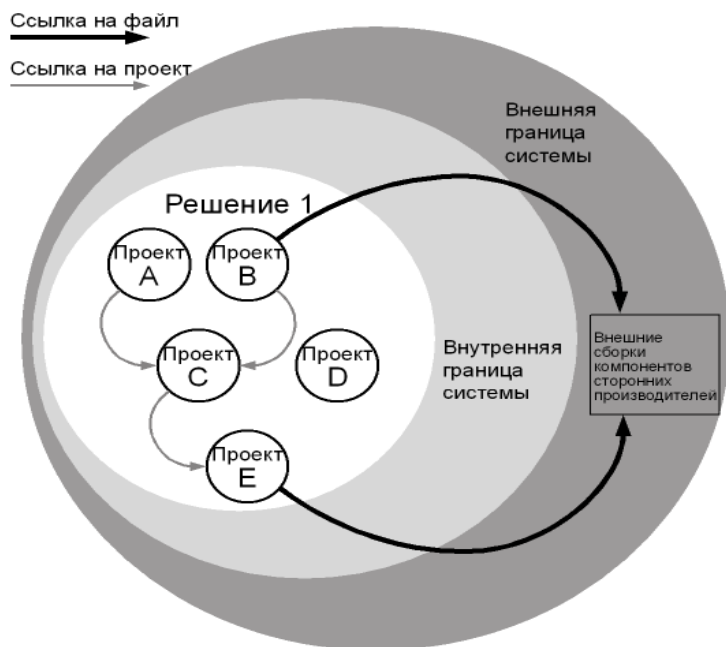 Ссылка на файл
Ссылка на проект
Внешняя
граница
системы
Решение 1
Проект
A
Проект
B
Проект
C
Проект
D
Внутренняя
граница
системы
Внешние
сборки
компонентов
сторонних
производителей
Проект
E